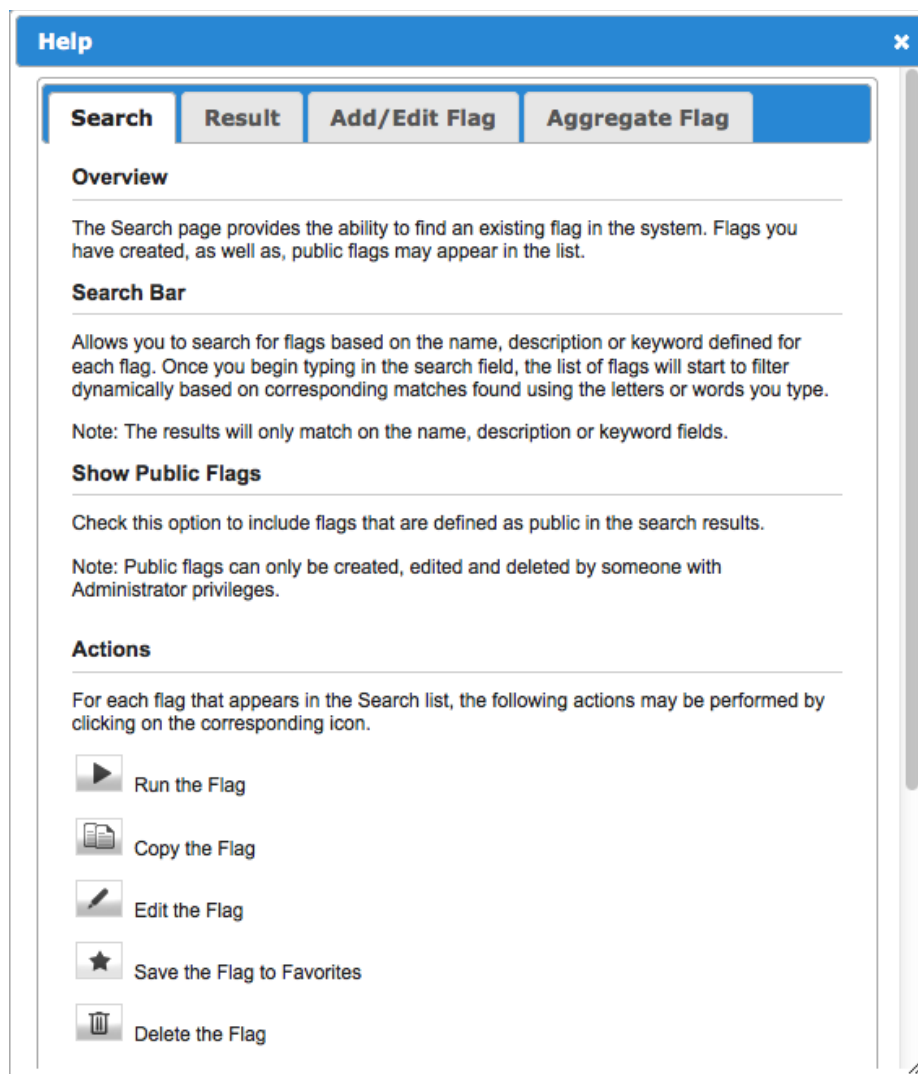 Help
Search
Result
Add/Edit Flag
Aggregate Flag
Overview
The Search page provides the ability to find an existing flag in the system. Flags you
have created, as well as, public flags may appear in the list.
Search Bar
Allows you to search for flags based on the name, description or keyword defined for
each flag. Once you begin typing in the search field, the list of flags will start to filter
dynamically based on corresponding matches found using the letters or words you type.
Note: The results will only match on the name, description or keyword fields.
Show Public Flags
Check this option to include flags that are defined as public in the search results.
Note: Public flags can only be created, edited and deleted by someone with
Administrator privileges.
Actions
For each flag that appears in the Search list, the following actions may be performed by
clicking on the corresponding icon.
Run the Flag
Copy the Flag
Edit the Flag
Save the Flag to Favorites
Delete the Flag